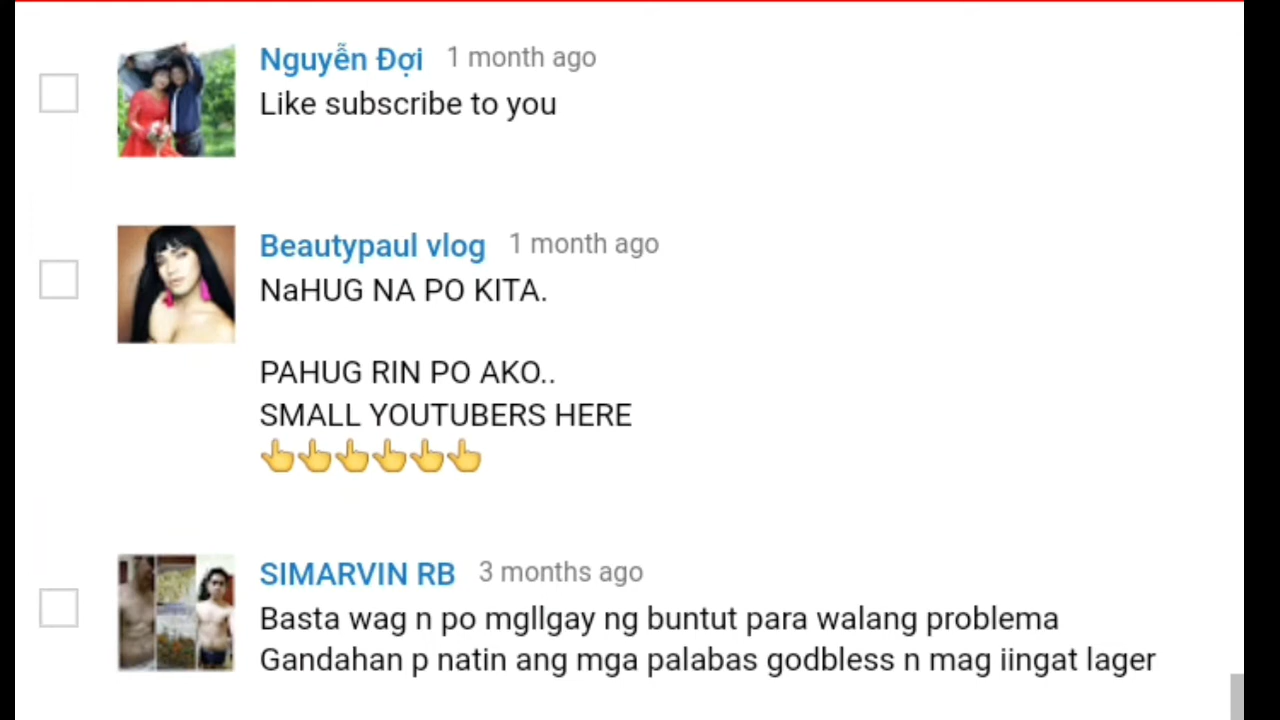 Nguyễn Đợi 1 month ago
Like subscribe to you
Beautypaul vlog 1 month ago
NaHUG NA PO KITA.
PAHUG RIN PO AKO..
SMALL YOUTUBERS HERE
👆👆👆👆👆👆
SIMARVIN RB 3 months ago
Basta wag n po mgllgay ng buntut para walang problema
Gandahan p natin ang mga palabas godbless n mag iingat lager